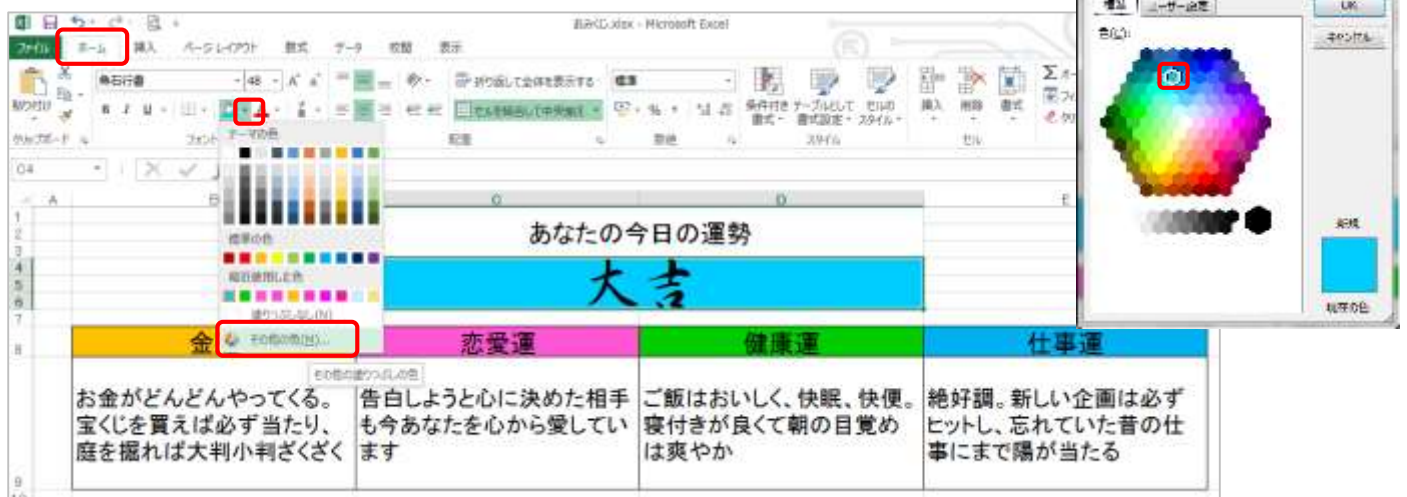 おみくじ.xlsx - Microsoft Excel
ファイル ホーム 挿入 ページレイアウト 数式 データ 校閲 表示
48
折り返して全体を表示する 標準
セルを結合して中央揃え
条件付き書式 テーブルとして書式設定 セルのスタイル
挿入 削除 書式
クリップボード フォント 配置 数値 スタイル セル
テーマの色
標準の色
最近使用した色
塗りつぶしなし(N)
その他の色(M)...
その他の塗りつぶしの色
標準 ユーザー設定
OK
キャンセル
色(C):
新規
現在の色
A C D E
1
2
3
4
5
6
7
8
9
あなたの今日の運勢
大吉
金 恋愛運 健康運 仕事運
お金がどんどんやってくる。
宝くじを買えば必ず当たり、
庭を掘れば大判小判ざくざく
告白しようと心に決めた相手
も今あなたを心から愛してい
ます
ご飯はおいしく、快眠、快便。
寝付きが良くて朝の目覚め
は爽やか
絶好調。新しい企画は必ず
ヒットし、忘れていた昔の仕
事にまで陽が当たる